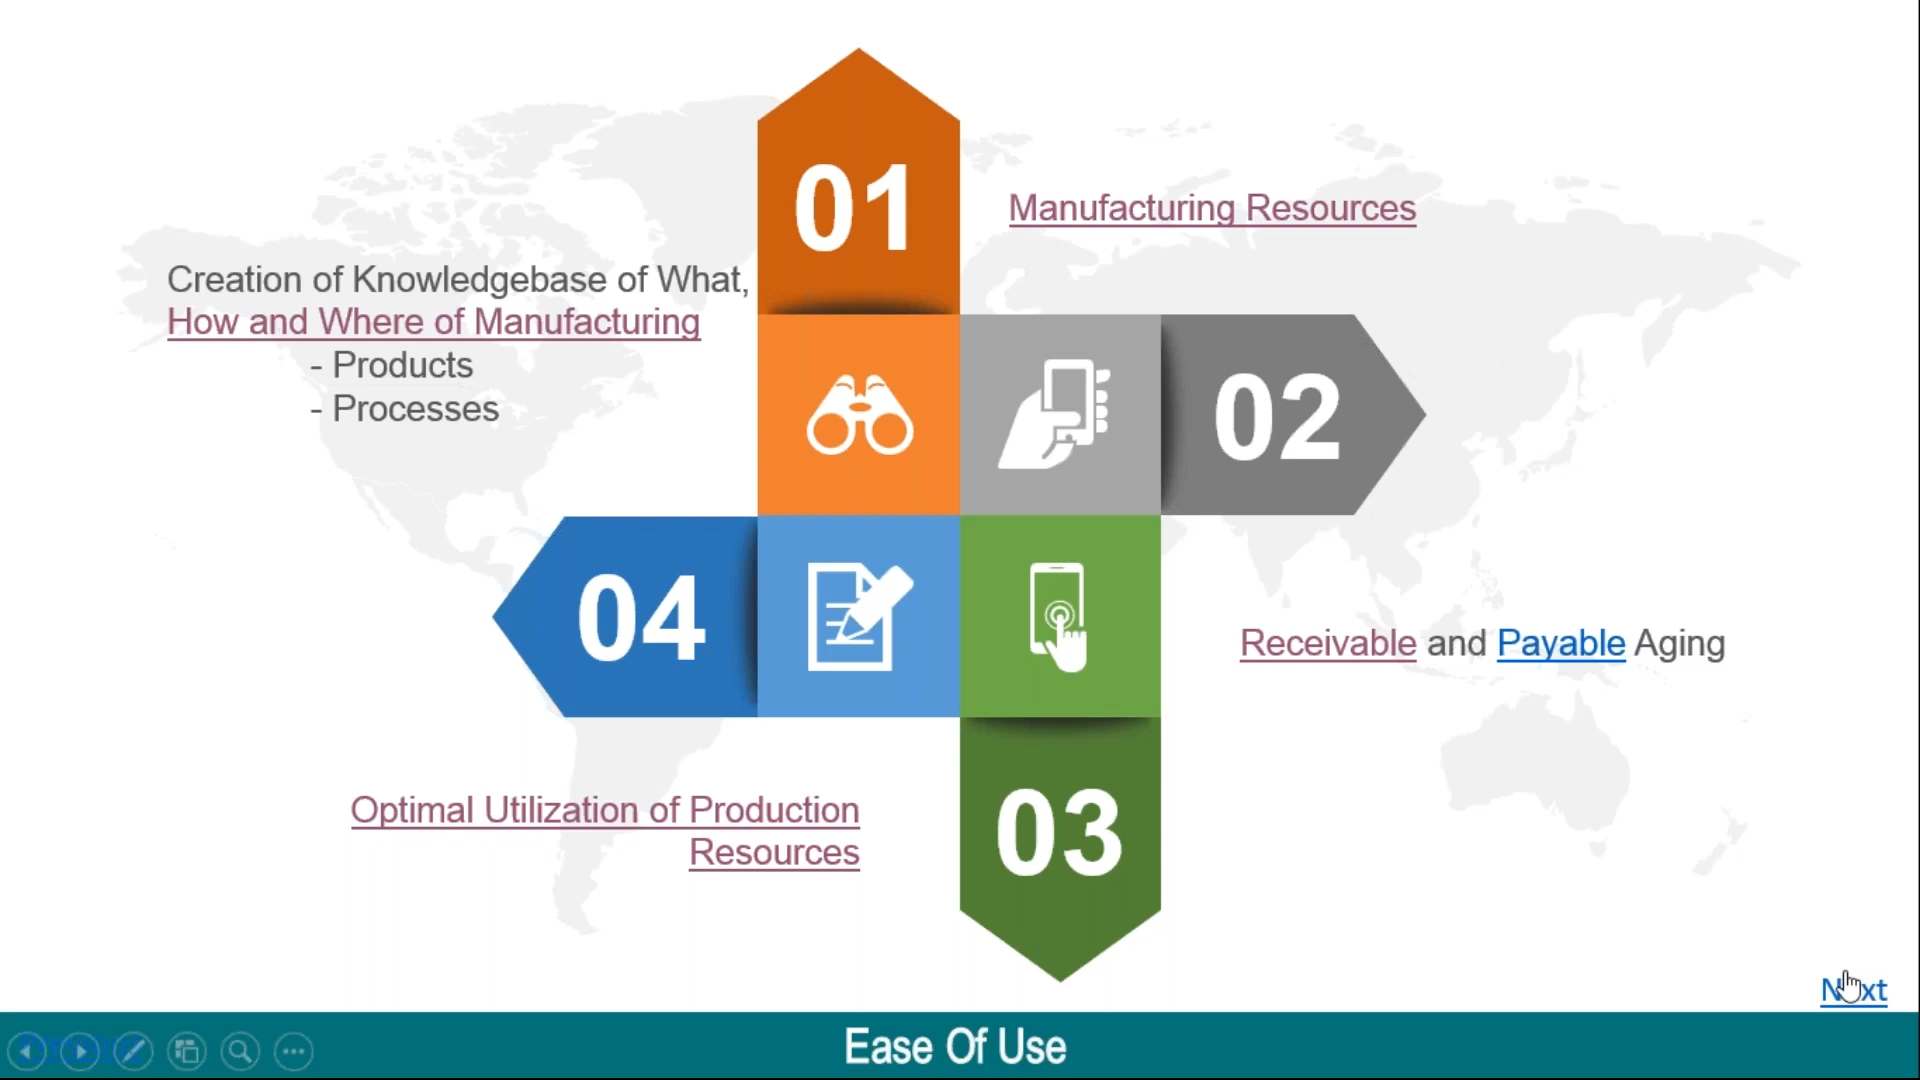 01
Manufacturing Resources
Creation of Knowledgebase of What,
How and Where of Manufacturing
- Products
- Processes
02
04
Receivable and Payable Aging
Optimal Utilization of Production
Resources
03
Ease Of Use